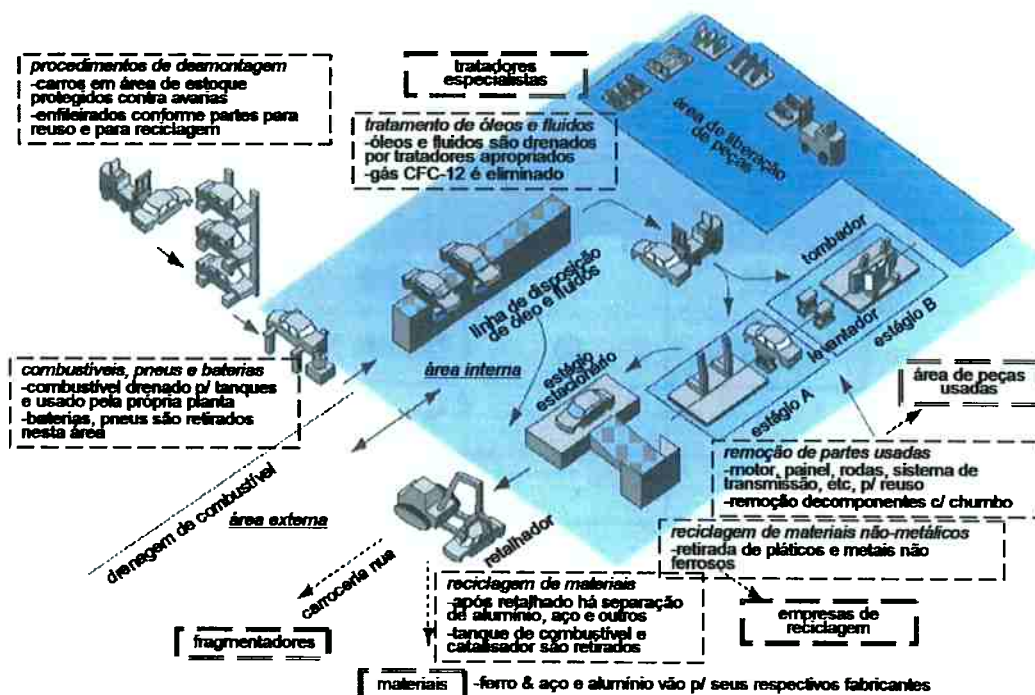 procedimentos de desmontagem
-carros em área de estoque
protegidos contra avarias
-enfileirados conforme partes para
reuso e para reciclagem
tratadores
especialistas
tratamento de óleos e fluidos
-óleos e fluidos são drenados
por tratadores apropriados
-gás CFC-12 é eliminado
área de liberação
de peças
linha de disposição
de óleo e fluidos
tombador
levantador
estágio B
combustíveis, pneus e baterias
-combustível drenado p/ tanques
e usado pela própria planta
-baterias, pneus são retirados
nesta área
área interna
estágio
estacionário
estágio A
área de peças
usadas
remoção de partes usadas
-motor, painel, rodas, sistema de
transmissão, etc, p/ reuso
-remoção decomponentes c/ chumbo
drenagem de combustível
área externa
carroceria nua
retalhador
reciclagem de materiais não-metálicos
-retirada de pláticos e metais não
ferrosos
reciclagem de materiais
-após retalhado há separação
de alumínio, aço e outros
-tanque de combustível e
catalisador são retirados
empresas de
reciclagem
fragmentadores
materiais
-ferro & aço e alumínio vão p/ seus respectivos fabricantes